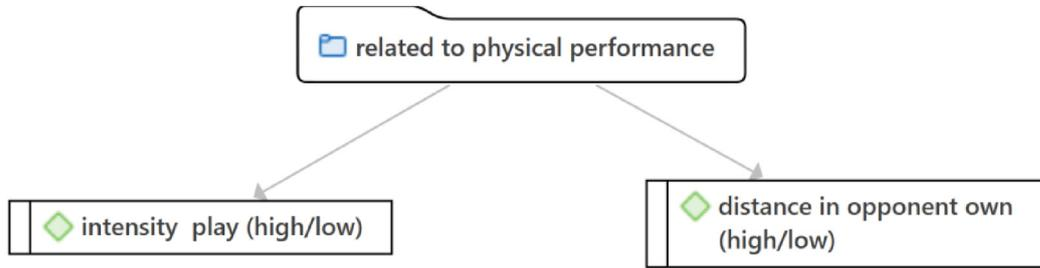 related to physical performance
intensity  play (high/low)
distance in opponent own
(high/low)